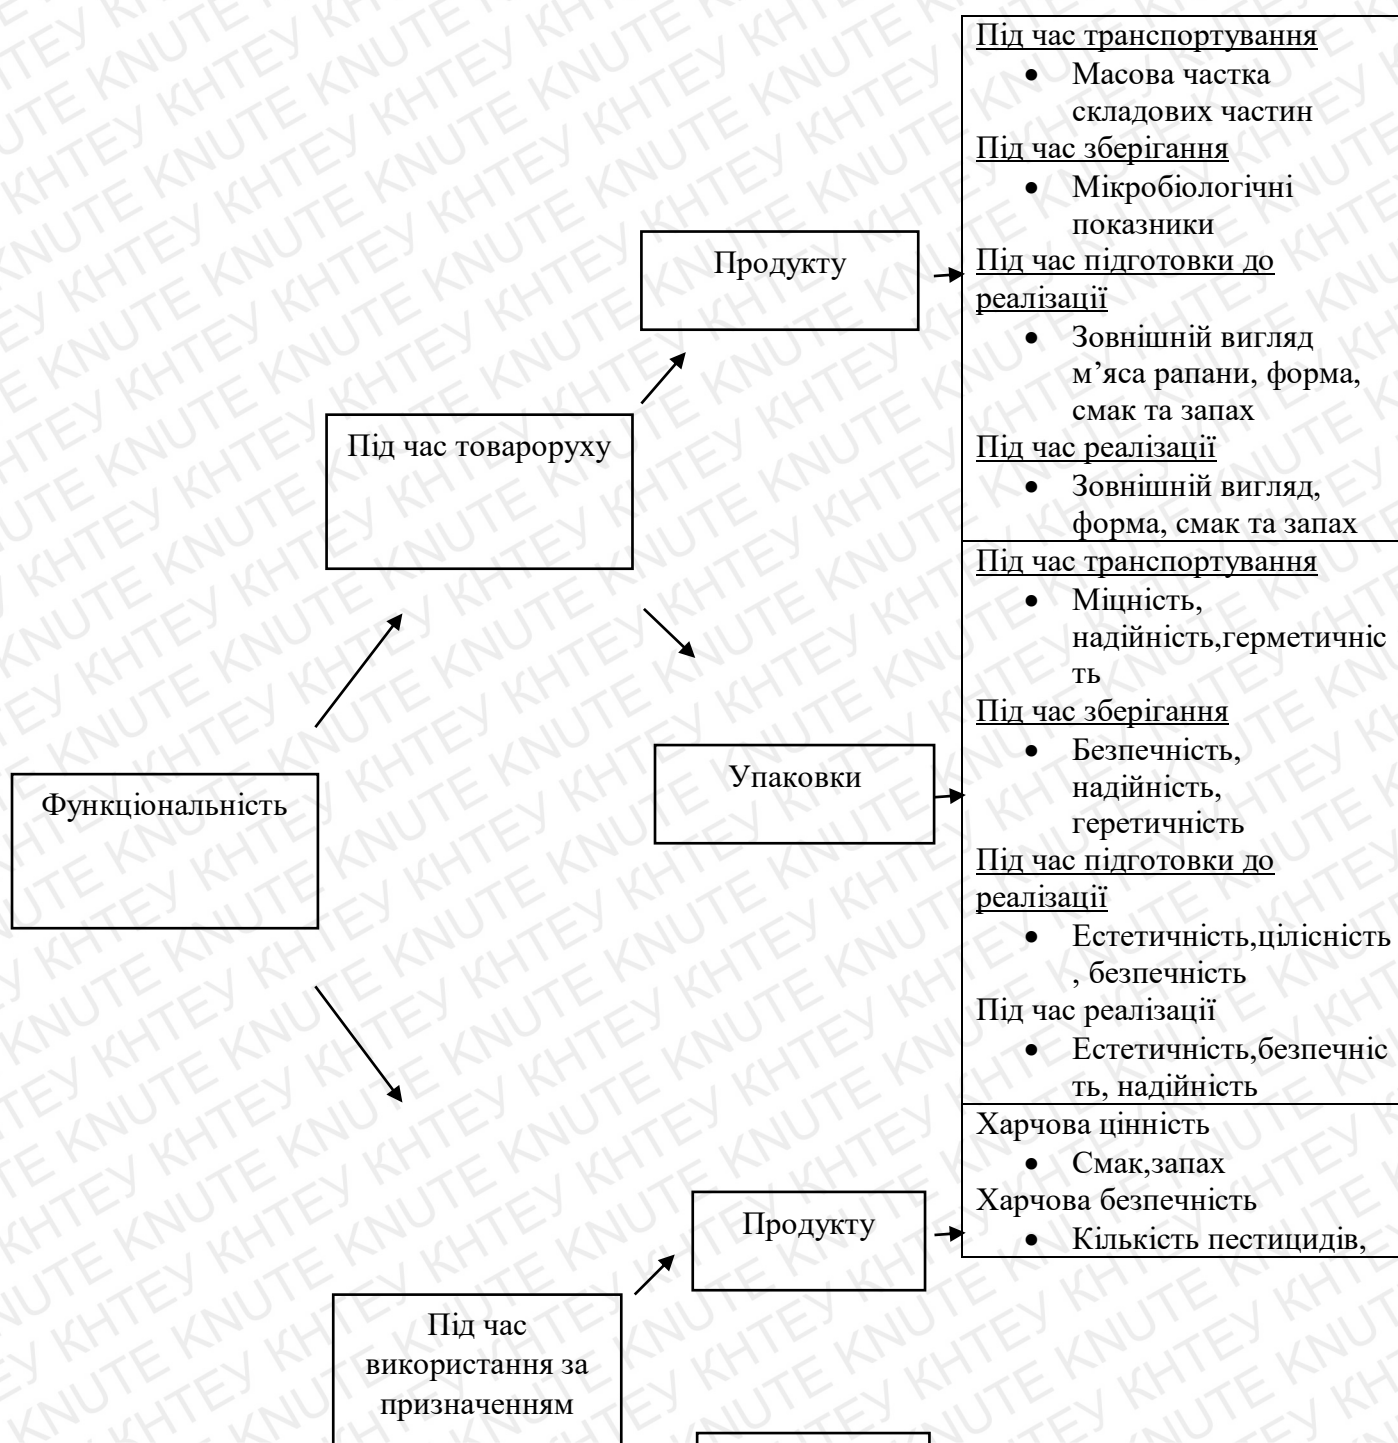 Під час транспортування
• Масова частка
складових частин
Під час зберігання
• Мікробіологічні
показники
Під час підготовки до
реалізації
• Зовнішній вигляд
м’яса рапани, форма,
смак та запах
Під час реалізації
• Зовнішній вигляд,
форма, смак та запах
Продукту
Під час товароруху
Під час транспортування
• Міцність,
надійність,герметичніс
ть
Під час зберігання
• Безпечність,
надійність,
геретичність
Під час підготовки до
реалізації
• Естетичність,цілісність
, безпечність
Під час реалізації
• Естетичність,безпечніс
ть, надійність
Упаковки
Функціональність
Харчова цінність
• Смак,запах
Харчова безпечність
• Кількість пестицидів,
Продукту
Під час
використання за
призначенням
КНТЕУ KNUTE